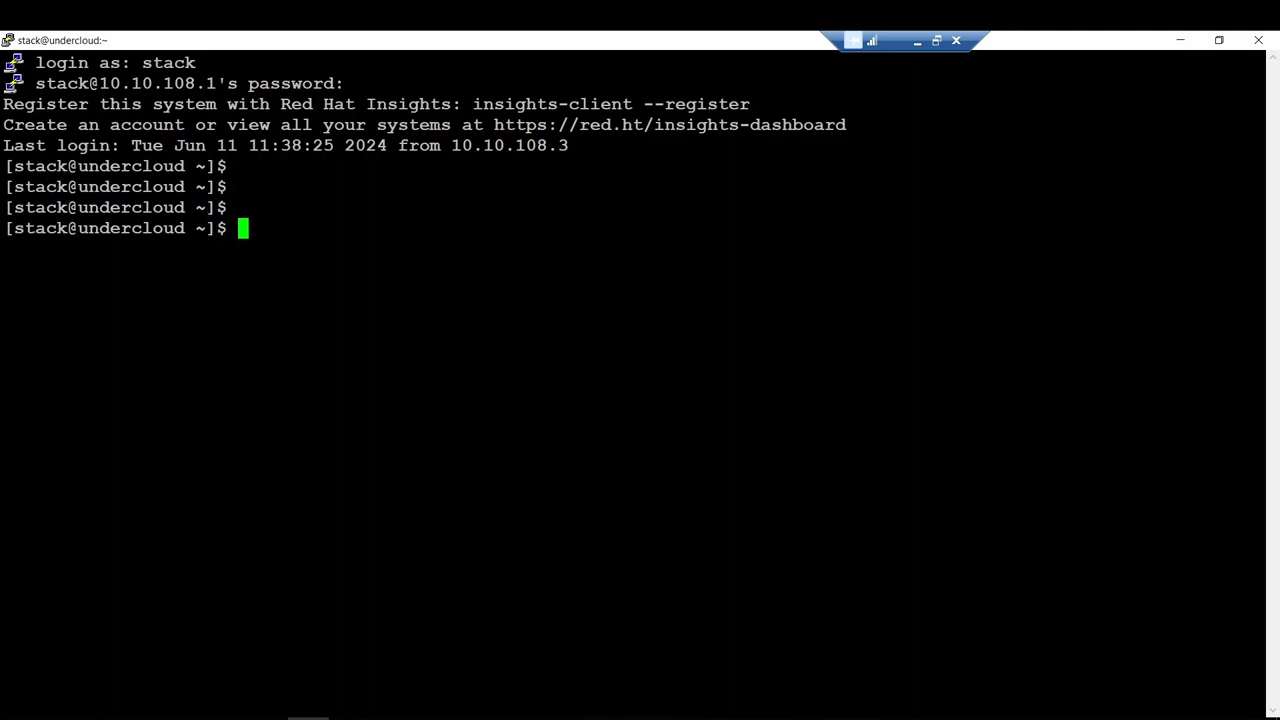 stack@undercloud:~
login as: stack
stack@10.10.108.1's password:
Register this system with Red Hat Insights: insights-client --register
Create an account or view all your systems at https://red.ht/insights-dashboard
Last login: Tue Jun 11 11:38:25 2024 from 10.10.108.3
[stack@undercloud ~]$
[stack@undercloud ~]$
[stack@undercloud ~]$
[stack@undercloud ~]$